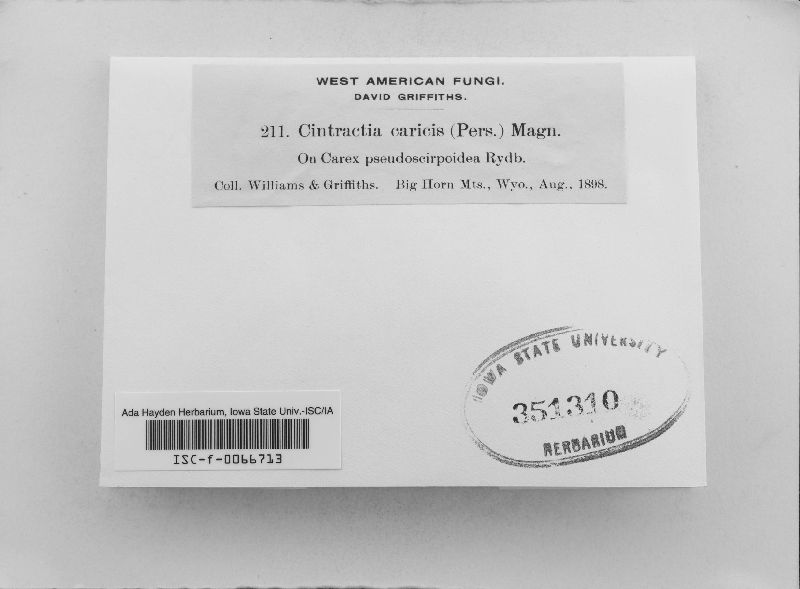 WEST AMERICAN FUNGI.
DAVID GRIFFITHS.
211. Cintractia caricis (Pers.) Magn.
On Carex pseudoscirpoidea Rydb.
Coll. Williams & Griffiths. Big Horn Mts., Wyo., Aug., 1898.
IOWA STATE UNIVERSITY
351310
HERBARIUM
Ada Hayden Herbarium, Iowa State Univ.-ISC/IA
ISC-f-0066713